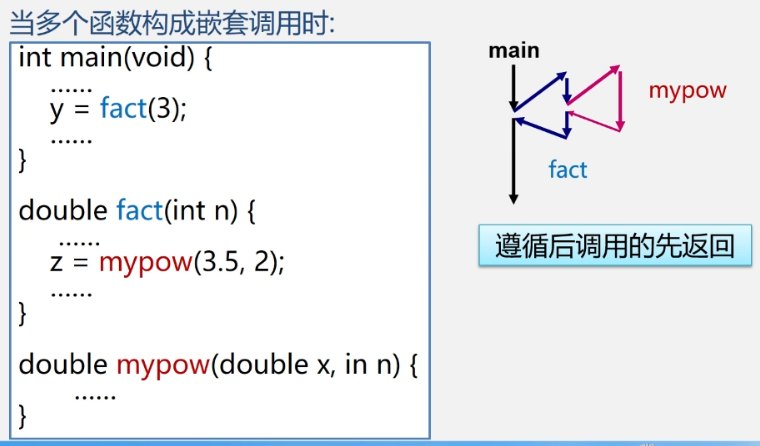 当多个函数构成嵌套调用时:
int main(void) {
......
y = fact(3);
......
}
double fact(int n) {
......
z = mypow(3.5, 2);
......
}
double mypow(double x, in n) {
......
}
main
mypow
fact
遵循后调用的先返回